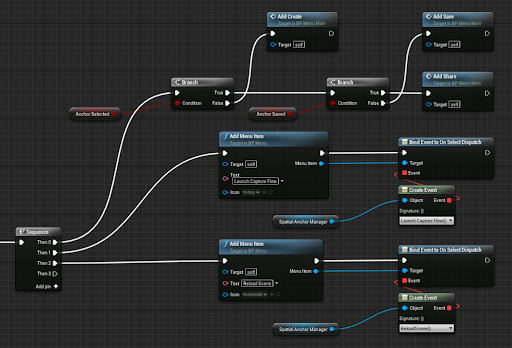 Add Create
Target is BP Menu Main
Target self
Add Save
Target is BP Menu Main
Target self
Branch
Condition
True
False
Anchor Selected
Branch
Condition
True
False
Anchor Saved
Add Share
Target is BP Menu Main
Target self
Add Menu Item
Target is BP Menu
Target self
Menu Item
Text
Launch Capture Flow
Icon
Bind Event to On Select Dispatch
Target
Event
Create Event
Object
Event
Signature: ()
Launch Capture Flow()
Spatial Anchor Manager
Sequence
Then 0
Then 1
Then 2
Then 3
Add pin
Add Menu Item
Target is BP Menu
Target self
Menu Item
Text Reload Scene
Icon
Bind Event to On Select Dispatch
Target
Event
Create Event
Object
Event
Signature: ()
ReloadScene()
Spatial Anchor Manager